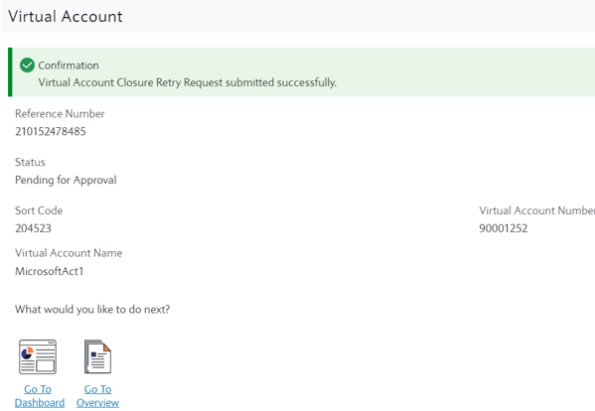 Virtual Account
Confirmation
Virtual Account Closure Retry Request submitted successfully.
Reference Number
210152478485
Status
Pending for Approval
Sort Code
204523
Virtual Account Number
90001252
Virtual Account Name
MicrosoftAct1
What would you like to do next?
Go To
Dashboard
Go To
Overview